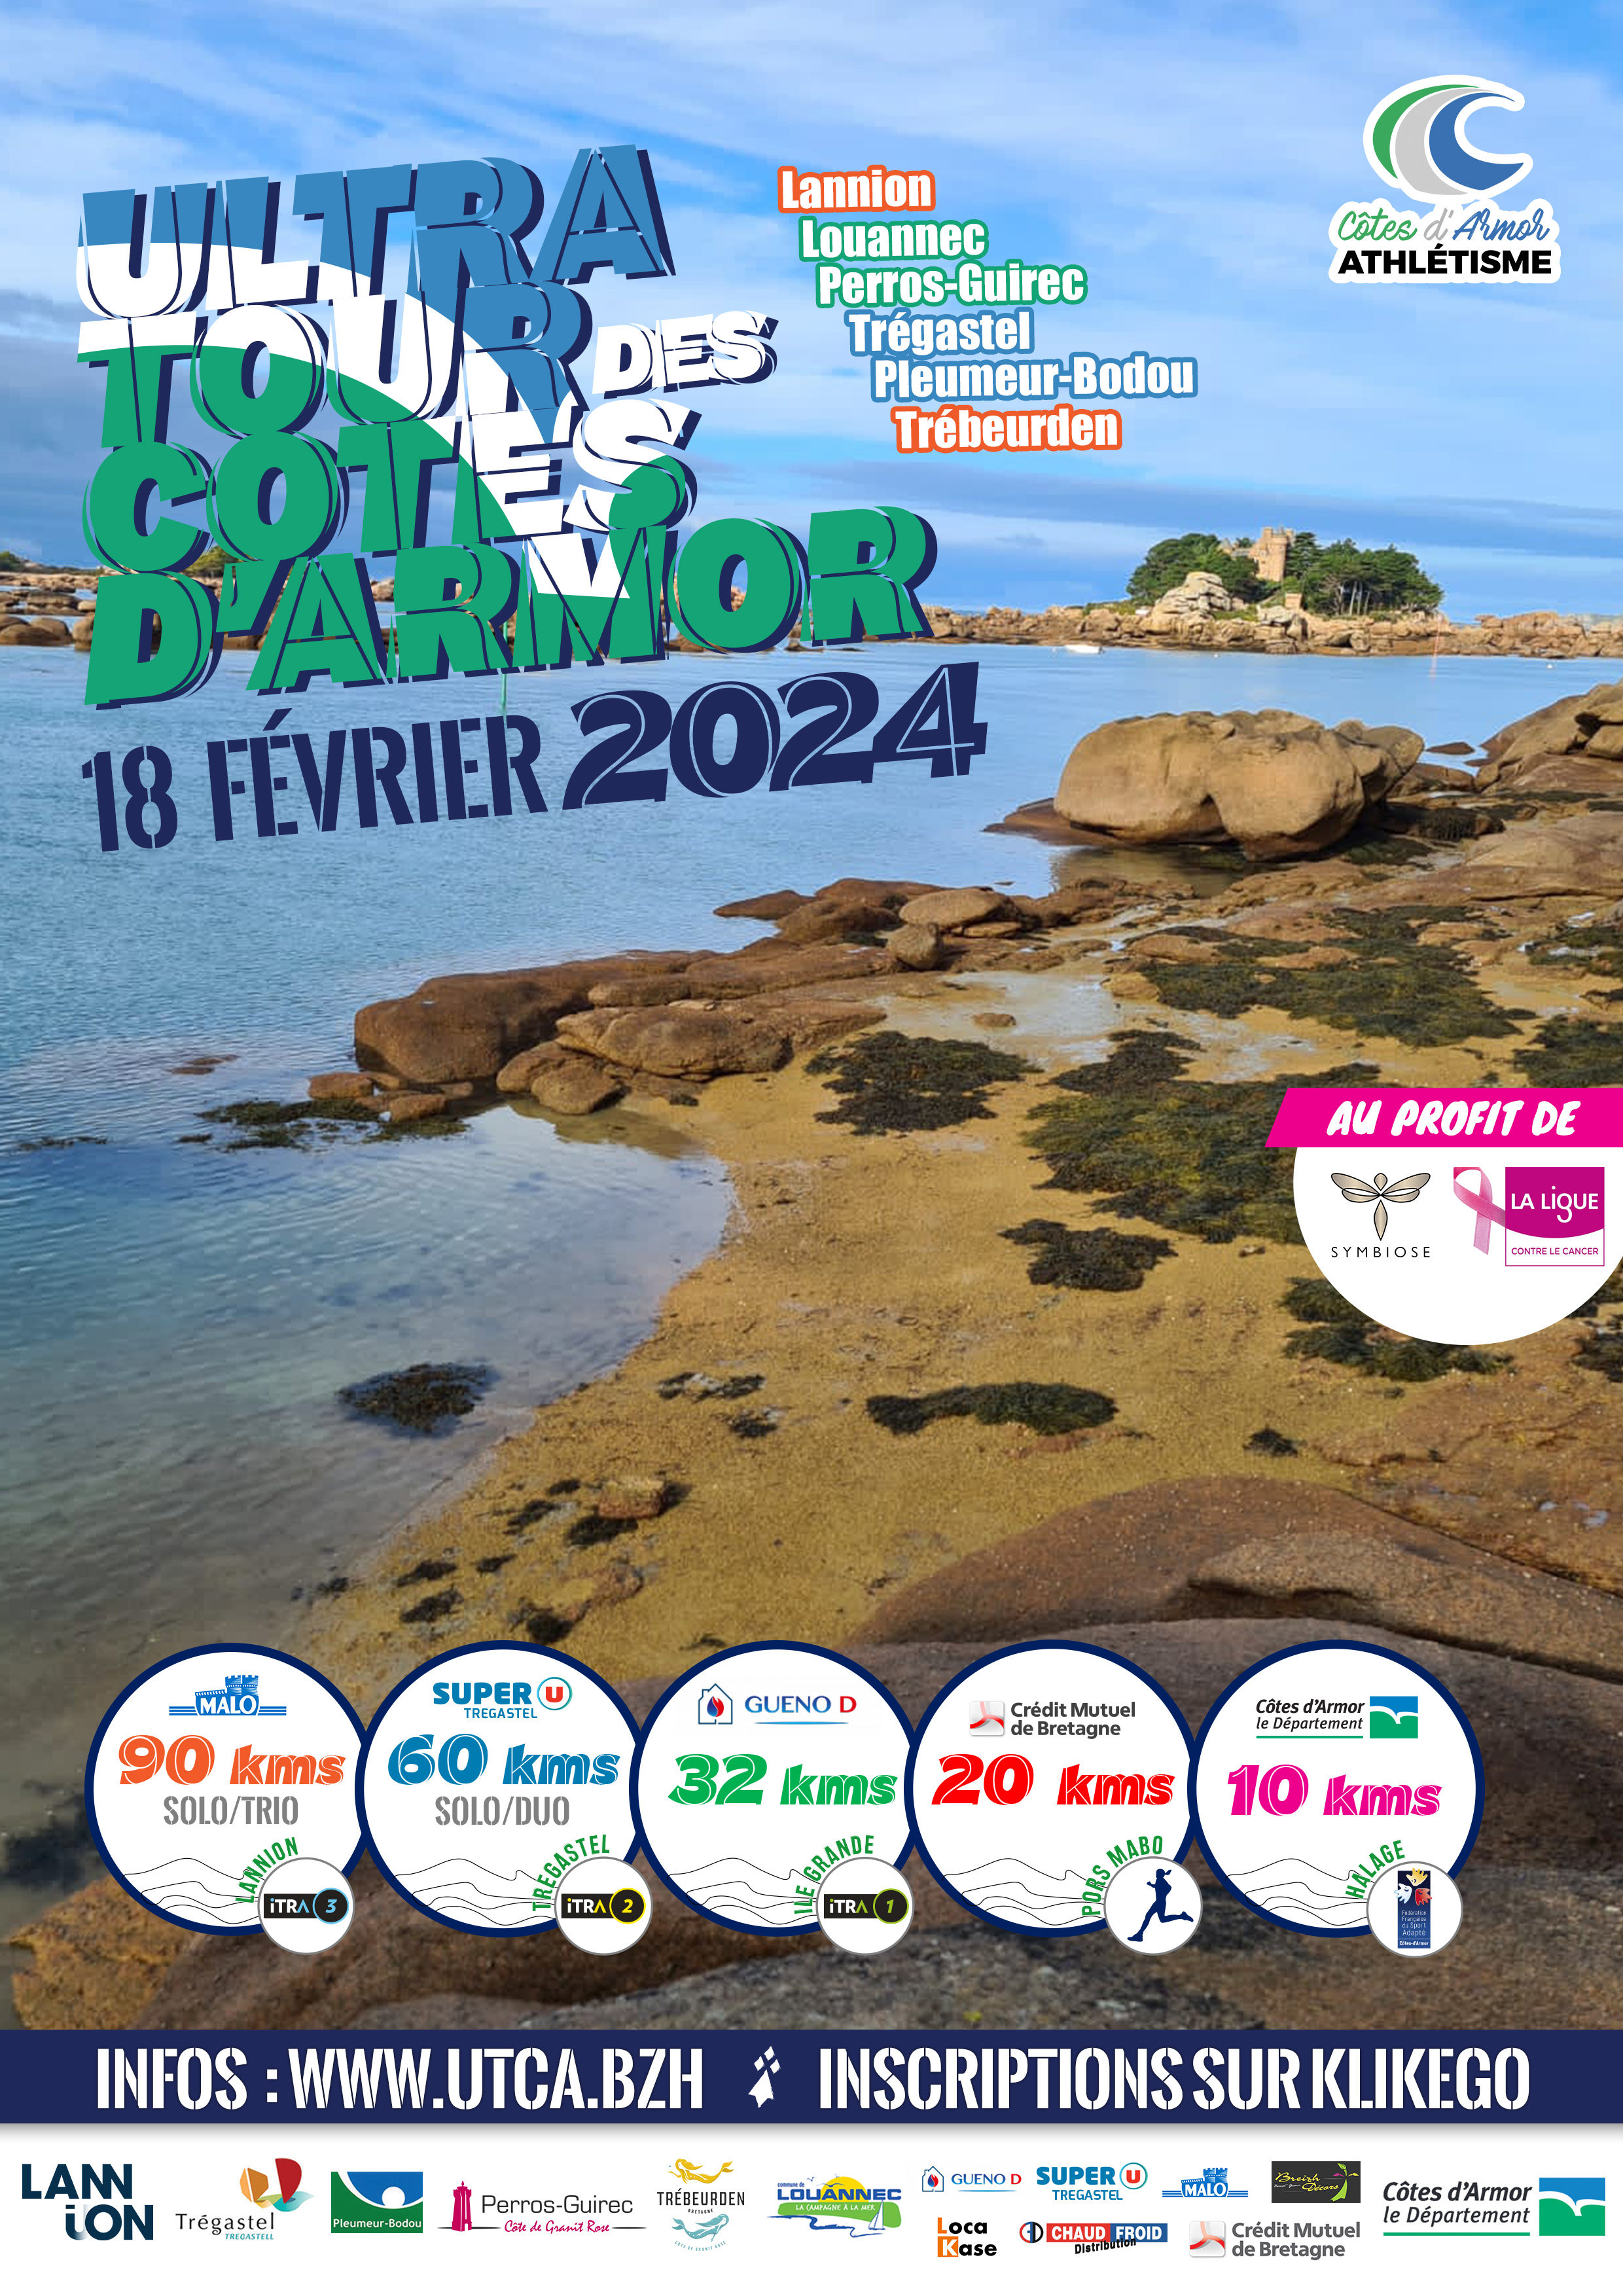 ULTRA
TOUR DES
COTES
D'ARMOR
18 FÉVRIER 2024
Lannion
Louannec
Perros-Guirec
Trégastel
Pleumeur-Bodou
Trébeurden
Côtes d'Armor
ATHLÉTISME
AU PROFIT DE
SYMBIOSE
LA LiGUE
CONTRE LE CANCER
MALO
90 kms
SOLO/TRIO
LANNION
iTRA 3
SUPER U
TREGASTEL
60 kms
SOLO/DUO
TREGASTEL
iTRA 2
GUENO D
32 kms
ILE GRANDE
iTRA 1
Crédit Mutuel
de Bretagne
20 kms
PORS MABO
Côtes d'Armor
le Département
10 kms
HALAGE
Fédération
Française
du Sport
Adapté
Côtes-d'Armor
INFOS : WWW.UTCA.BZH
INSCRIPTIONS SUR KLIKEGO
LANN
iON
Trégastel
TREGASTELL
Pleumeur-Bodou
Perros-Guirec
Côte de Granit Rose
TRÉBEURDEN
BRETAGNE
CÔTE DE GRANIT ROSE
commune de
LOUANNEC
LA CAMPAGNE À LA MER
GUENO D
SUPER U
TREGASTEL
MALO
Breizh
Décors
Loca
Kase
CHAUD FROID
Distribution
Crédit Mutuel
de Bretagne
Côtes d'Armor
le Département